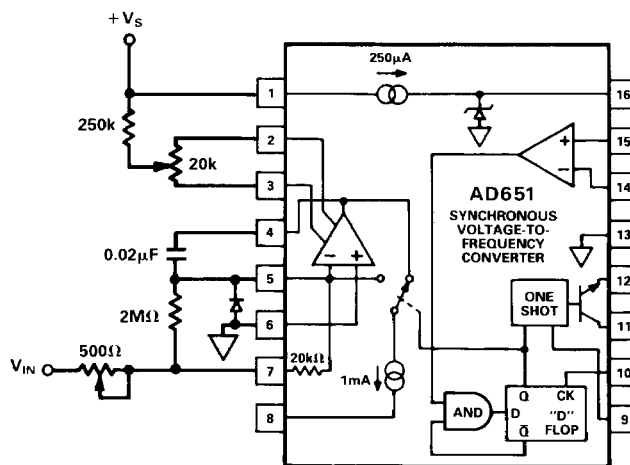 + VS
250k
20k
0.02µF
2MΩ
VIN
500Ω
1
2
3
4
5
6
7
8
250µA
− +
20kΩ
1mA
+
−
AD651
SYNCHRONOUS
VOLTAGE-TO-
FREQUENCY
CONVERTER
ONE
SHOT
AND
Q CK
D "D"
Q̅ FLOP
16
15
14
13
12
11
10
9